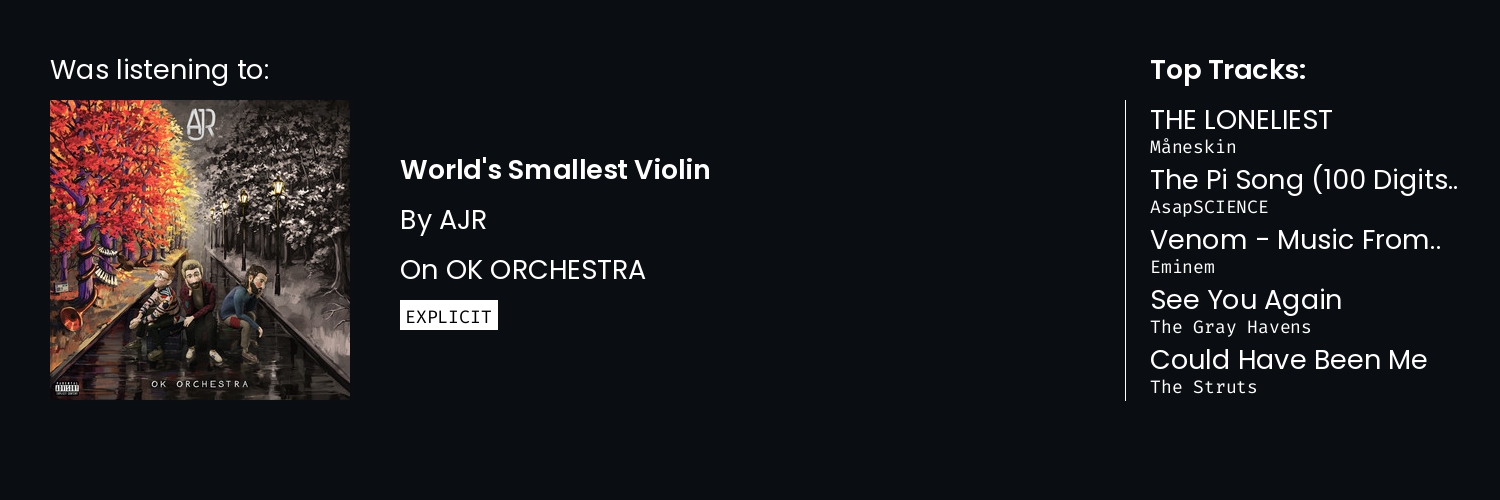 Was listening to:
AJR
OK ORCHESTRA
World's Smallest Violin
By AJR
On OK ORCHESTRA
EXPLICIT
Top Tracks:
THE LONELIEST
Måneskin
The Pi Song (100 Digits..
AsapSCIENCE
Venom - Music From..
Eminem
See You Again
The Gray Havens
Could Have Been Me
The Struts